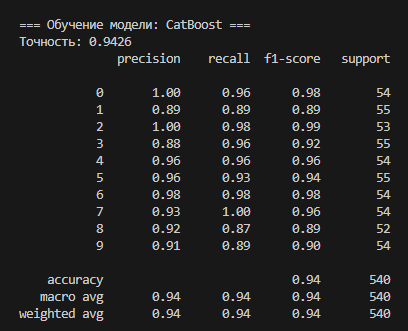 === Обучение модели: CatBoost ===
Точность: 0.9426
precision recall f1-score support
0 1.00 0.96 0.98 54
1 0.89 0.89 0.89 55
2 1.00 0.98 0.99 53
3 0.88 0.96 0.92 55
4 0.96 0.96 0.96 54
5 0.96 0.93 0.94 55
6 0.98 0.98 0.98 54
7 0.93 1.00 0.96 54
8 0.92 0.87 0.89 52
9 0.91 0.89 0.90 54
accuracy 0.94 540
macro avg 0.94 0.94 0.94 540
weighted avg 0.94 0.94 0.94 540